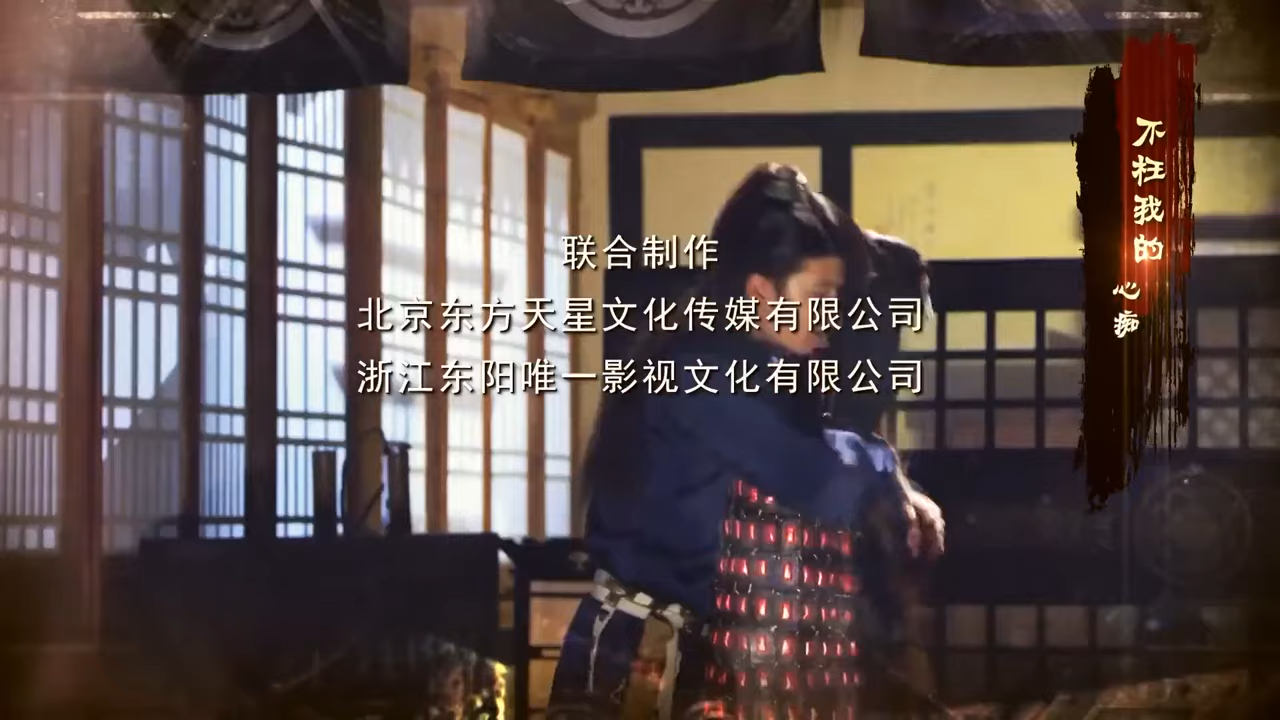 联合制作
北京东方天星文化传媒有限公司
浙江东阳唯一影视文化有限公司
不枉我的
心痴